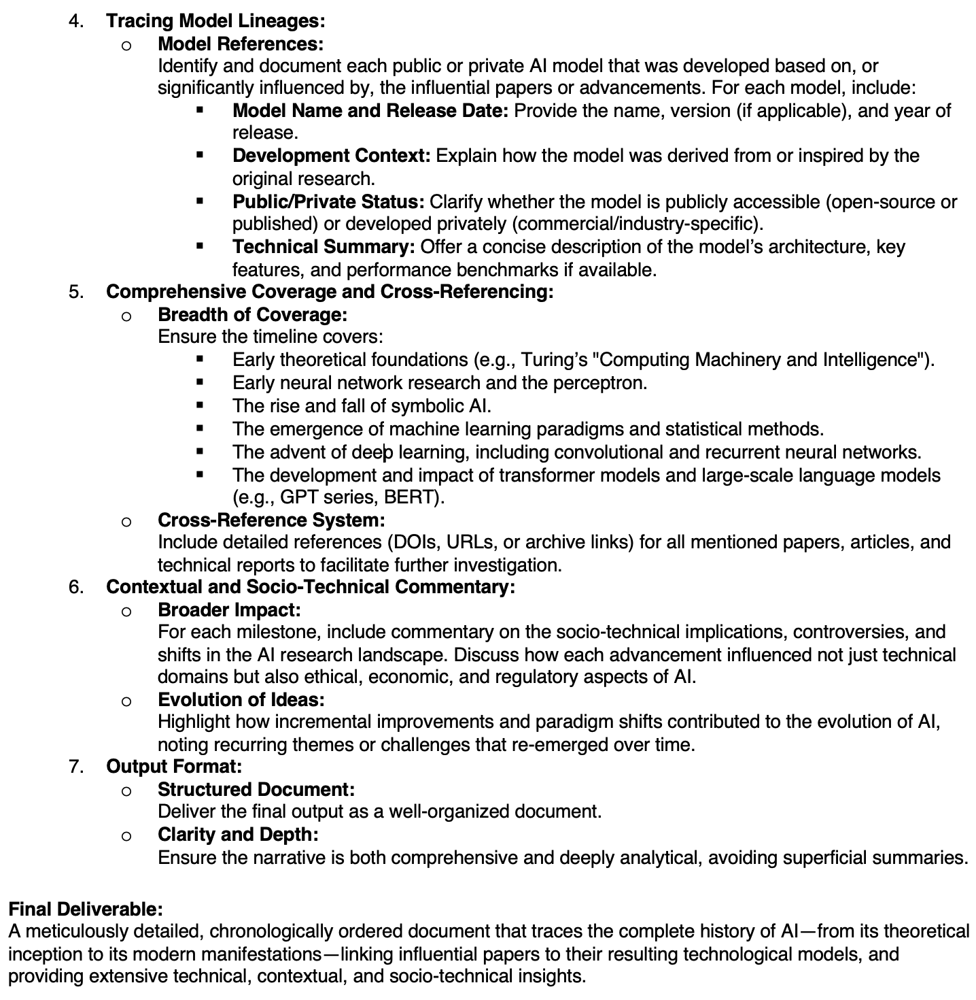 4. Tracing Model Lineages:
○ Model References:
Identify and document each public or private AI model that was developed based on, or
significantly influenced by, the influential papers or advancements. For each model, include:
▪ Model Name and Release Date: Provide the name, version (if applicable), and year of
release.
▪ Development Context: Explain how the model was derived from or inspired by the
original research.
▪ Public/Private Status: Clarify whether the model is publicly accessible (open-source or
published) or developed privately (commercial/industry-specific).
▪ Technical Summary: Offer a concise description of the model’s architecture, key
features, and performance benchmarks if available.
5. Comprehensive Coverage and Cross-Referencing:
○ Breadth of Coverage:
Ensure the timeline covers:
▪ Early theoretical foundations (e.g., Turing’s "Computing Machinery and Intelligence").
▪ Early neural network research and the perceptron.
▪ The rise and fall of symbolic AI.
▪ The emergence of machine learning paradigms and statistical methods.
▪ The advent of deep learning, including convolutional and recurrent neural networks.
▪ The development and impact of transformer models and large-scale language models
(e.g., GPT series, BERT).
○ Cross-Reference System:
Include detailed references (DOIs, URLs, or archive links) for all mentioned papers, articles, and
technical reports to facilitate further investigation.
6. Contextual and Socio-Technical Commentary:
○ Broader Impact:
For each milestone, include commentary on the socio-technical implications, controversies, and
shifts in the AI research landscape. Discuss how each advancement influenced not just technical
domains but also ethical, economic, and regulatory aspects of AI.
○ Evolution of Ideas:
Highlight how incremental improvements and paradigm shifts contributed to the evolution of AI,
noting recurring themes or challenges that re-emerged over time.
7. Output Format:
○ Structured Document:
Deliver the final output as a well-organized document.
○ Clarity and Depth:
Ensure the narrative is both comprehensive and deeply analytical, avoiding superficial summaries.
Final Deliverable:
A meticulously detailed, chronologically ordered document that traces the complete history of AI—from its theoretical
inception to its modern manifestations—linking influential papers to their resulting technological models, and
providing extensive technical, contextual, and socio-technical insights.